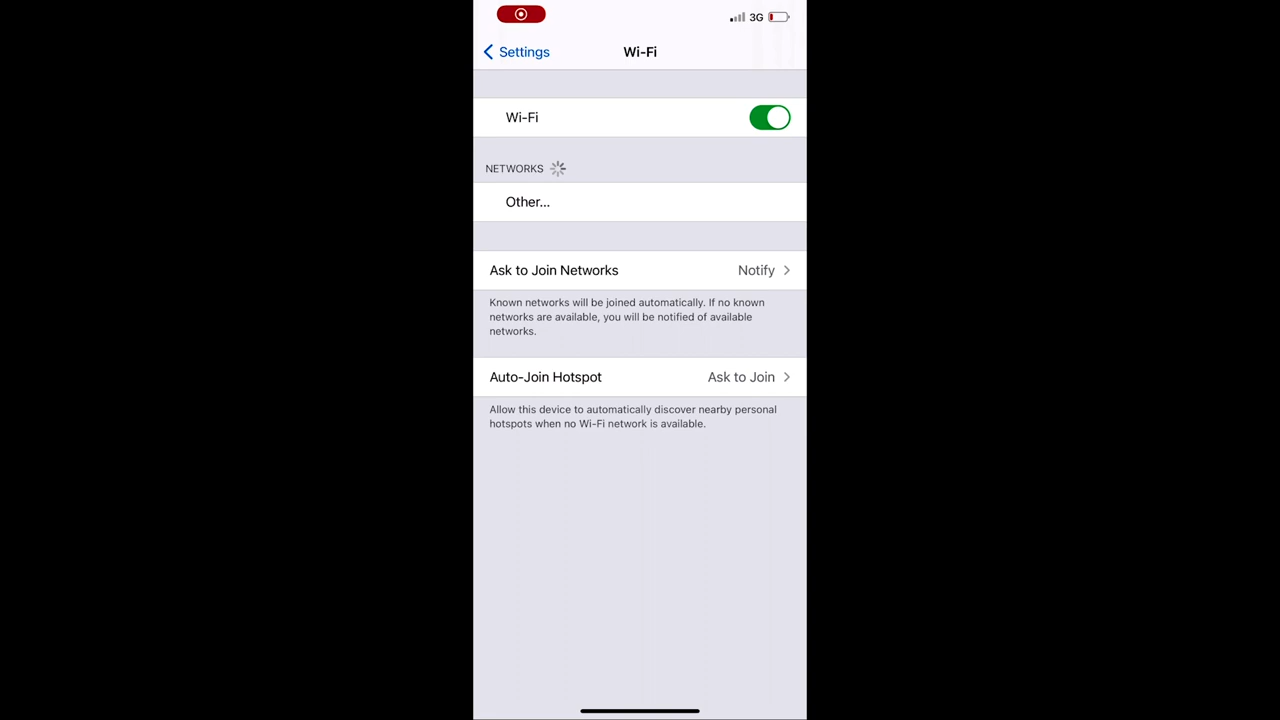 3G
Settings
Wi-Fi
Wi-Fi
NETWORKS
Other...
Ask to Join Networks Notify
Known networks will be joined automatically. If no known
networks are available, you will be notified of available
networks.
Auto-Join Hotspot Ask to Join
Allow this device to automatically discover nearby personal
hotspots when no Wi-Fi network is available.